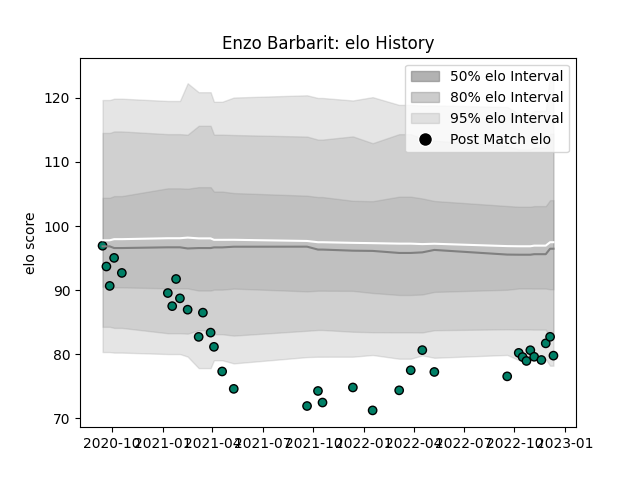 Enzo Barbarit: elo History
50% elo Interval
80% elo Interval
95% elo Interval
Post Match elo
elo score
120
110
100
90
80
70
2020-10 2021-01 2021-04 2021-07 2021-10 2022-01 2022-04 2022-07 2022-10 2023-01